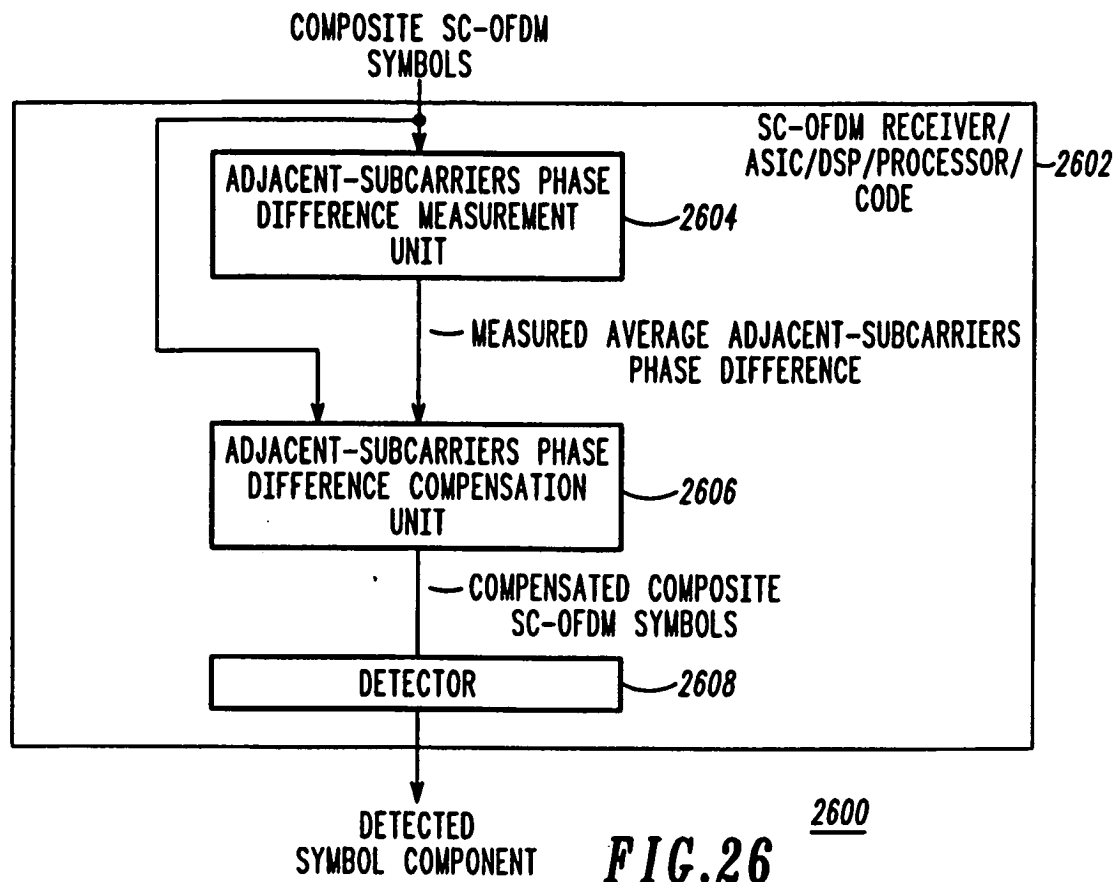 COMPOSITE SC-OFDM
SYMBOLS
SC-OFDM RECEIVER/
ASIC/DSP/PROCESSOR/
CODE
2602
ADJACENT-SUBCARRIERS PHASE
DIFFERENCE MEASUREMENT
UNIT
2604
MEASURED AVERAGE ADJACENT-SUBCARRIERS
PHASE DIFFERENCE
ADJACENT-SUBCARRIERS PHASE
DIFFERENCE COMPENSATION
UNIT
2606
COMPENSATED COMPOSITE
SC-OFDM SYMBOLS
DETECTOR
2608
DETECTED
SYMBOL COMPONENT
2600
FIG.26